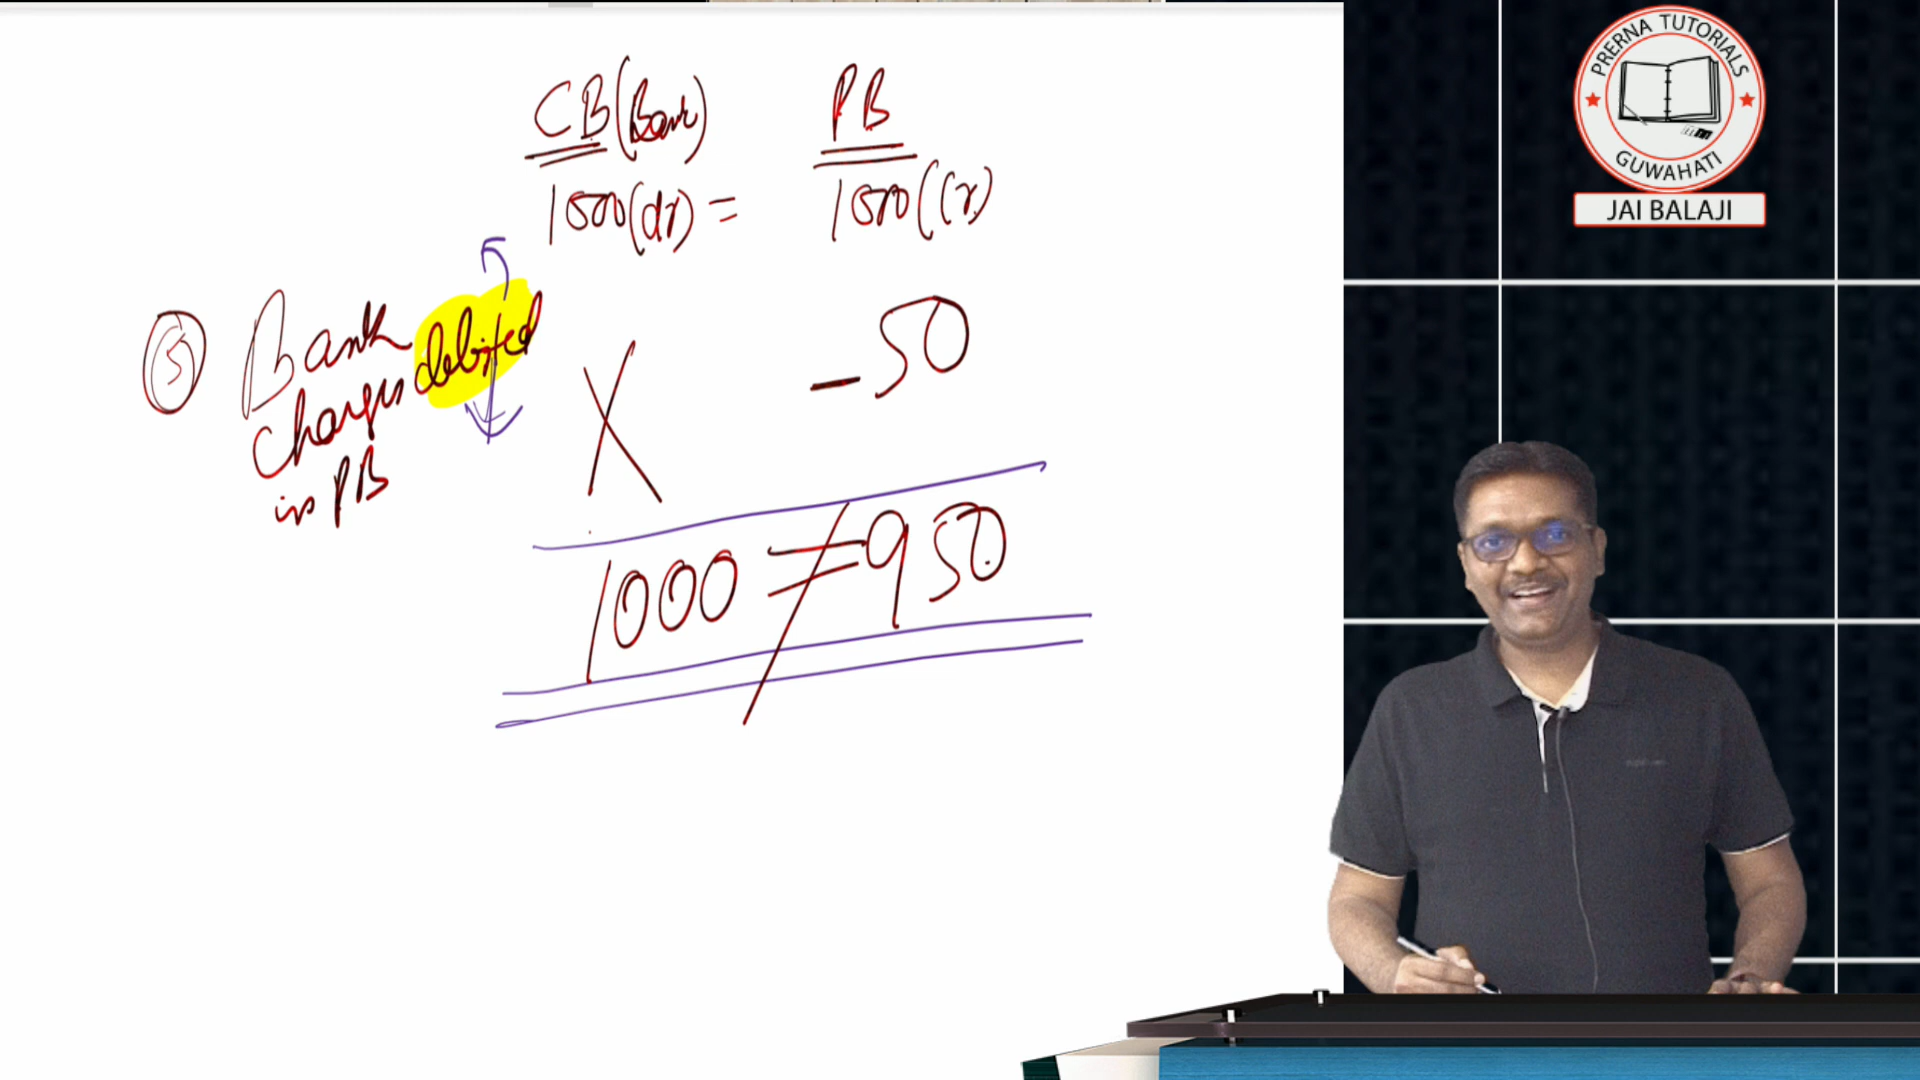 CB (Bank) PB
1000 (dr) = 1000 (Cr)
5 Bank charges debited in PB
X - 50
1000 ≠ 950
PRERNA TUTORIALS
GUWAHATI
JAI BALAJI